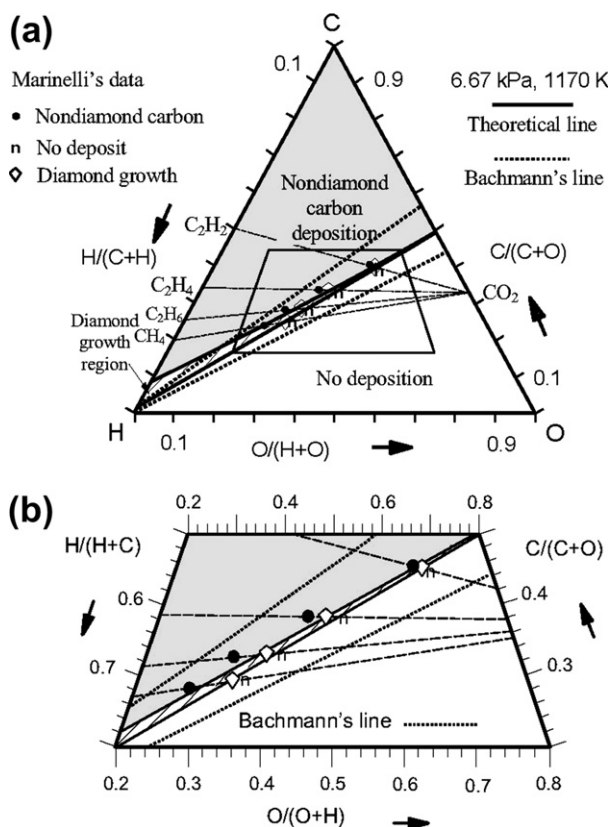 (a)
C
Marinelli's data
Nondiamond carbon
n No deposit
Diamond growth
0.1
0.9
6.67 kPa, 1170 K
Theoretical line
Bachmann's line
Nondiamond
carbon
deposition
H/(C+H)
C/(C+O)
C₂H₂
C₂H₄
C₂H₆
CH₄
CO₂
n
n
n
n
Diamond
growth
region
No deposition
0.1
H
O
0.1
O/(H+O)
0.9
(b)
0.2
0.4
0.6
0.8
H/(H+C)
C/(C+O)
0.6
0.4
0.7
0.3
n
n
n
n
Bachmann's line
0.2
0.3
0.4
0.5
0.6
0.7
0.8
O/(O+H)